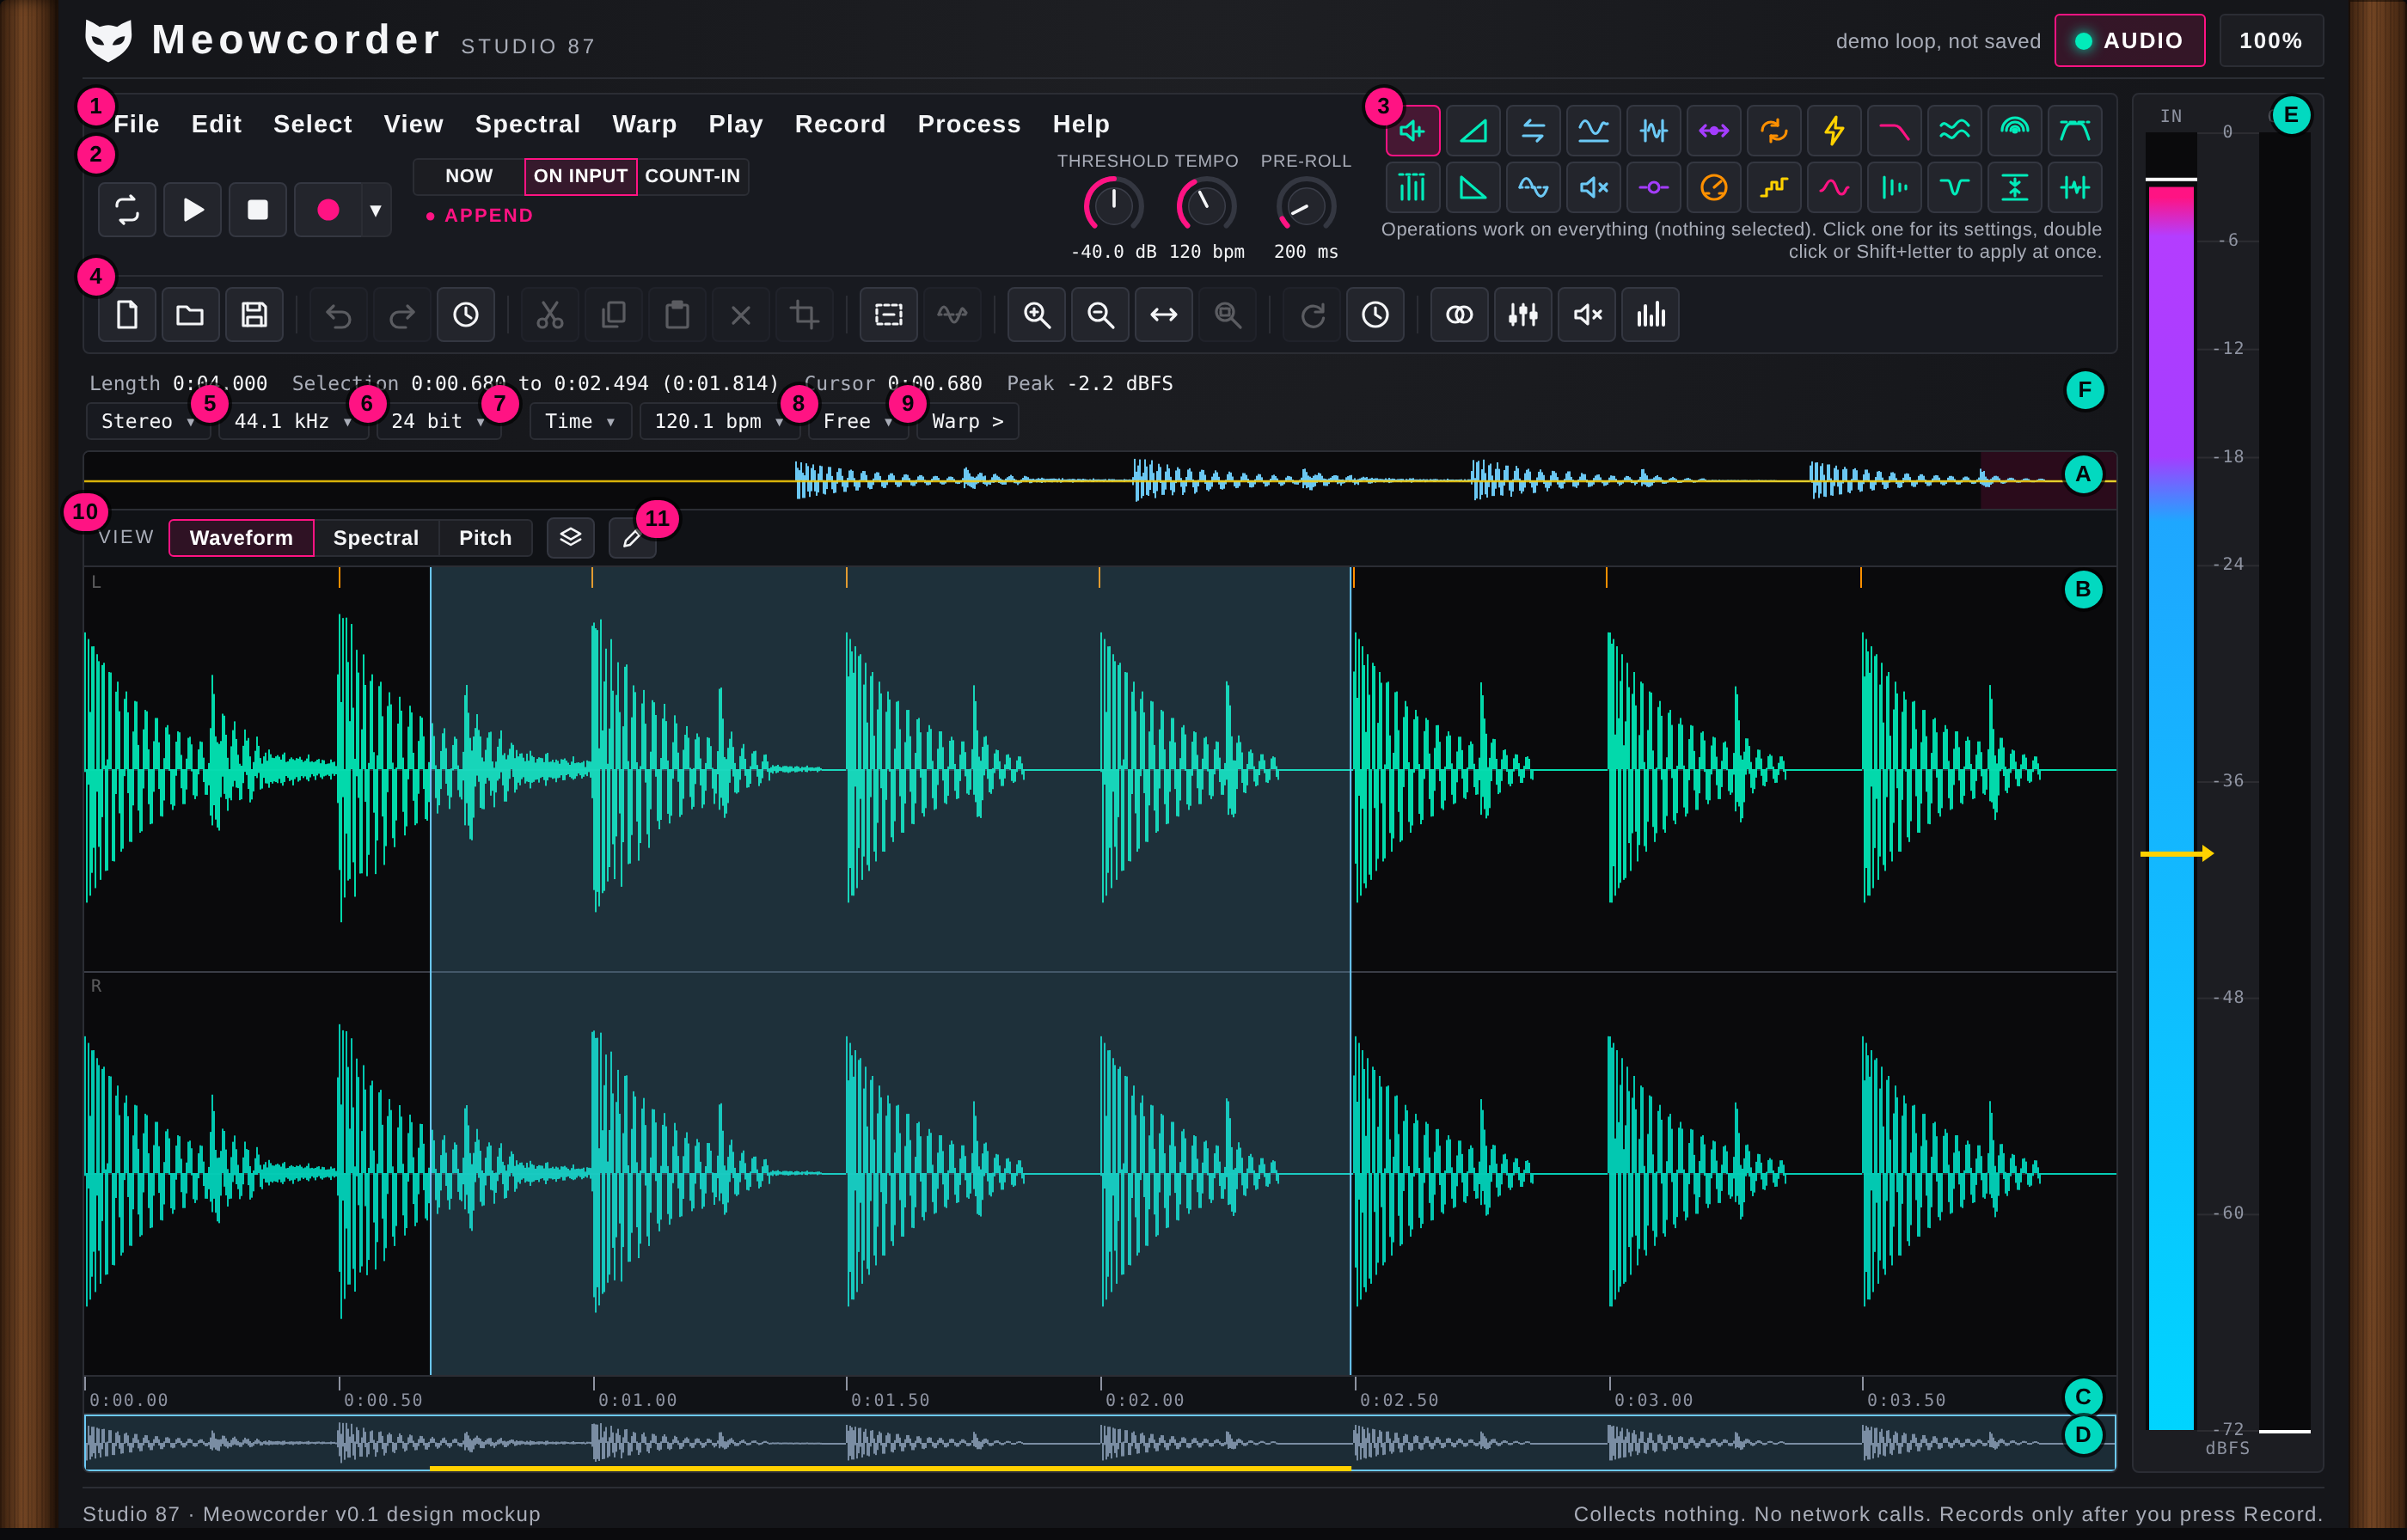 Meowcorder STUDIO 87
demo loop, not saved
AUDIO
100%
1
File Edit Select View Spectral Warp Play Record Process Help
3
2
NOW ON INPUT COUNT-IN
APPEND
THRESHOLD TEMPO PRE-ROLL
-40.0 dB 120 bpm 200 ms
Operations work on everything (nothing selected). Click one for its settings, double
click or Shift+letter to apply at once.
4
Length 0:04.000 Selection 0:00.680 to 0:02.494 (0:01.814) Cursor 0:00.680 Peak -2.2 dBFS
F
5 6 7 8 9
Stereo 44.1 kHz 24 bit Time 120.1 bpm Free Warp >
A
10
VIEW Waveform Spectral Pitch
11
L
B
R
0:00.00 0:00.50 0:01.00 0:01.50 0:02.00 0:02.50 0:03.00 0:03.50
C
D
IN
E
0
-6
-12
-18
-24
-36
-48
-60
-72
dBFS
Studio 87 · Meowcorder v0.1 design mockup
Collects nothing. No network calls. Records only after you press Record.